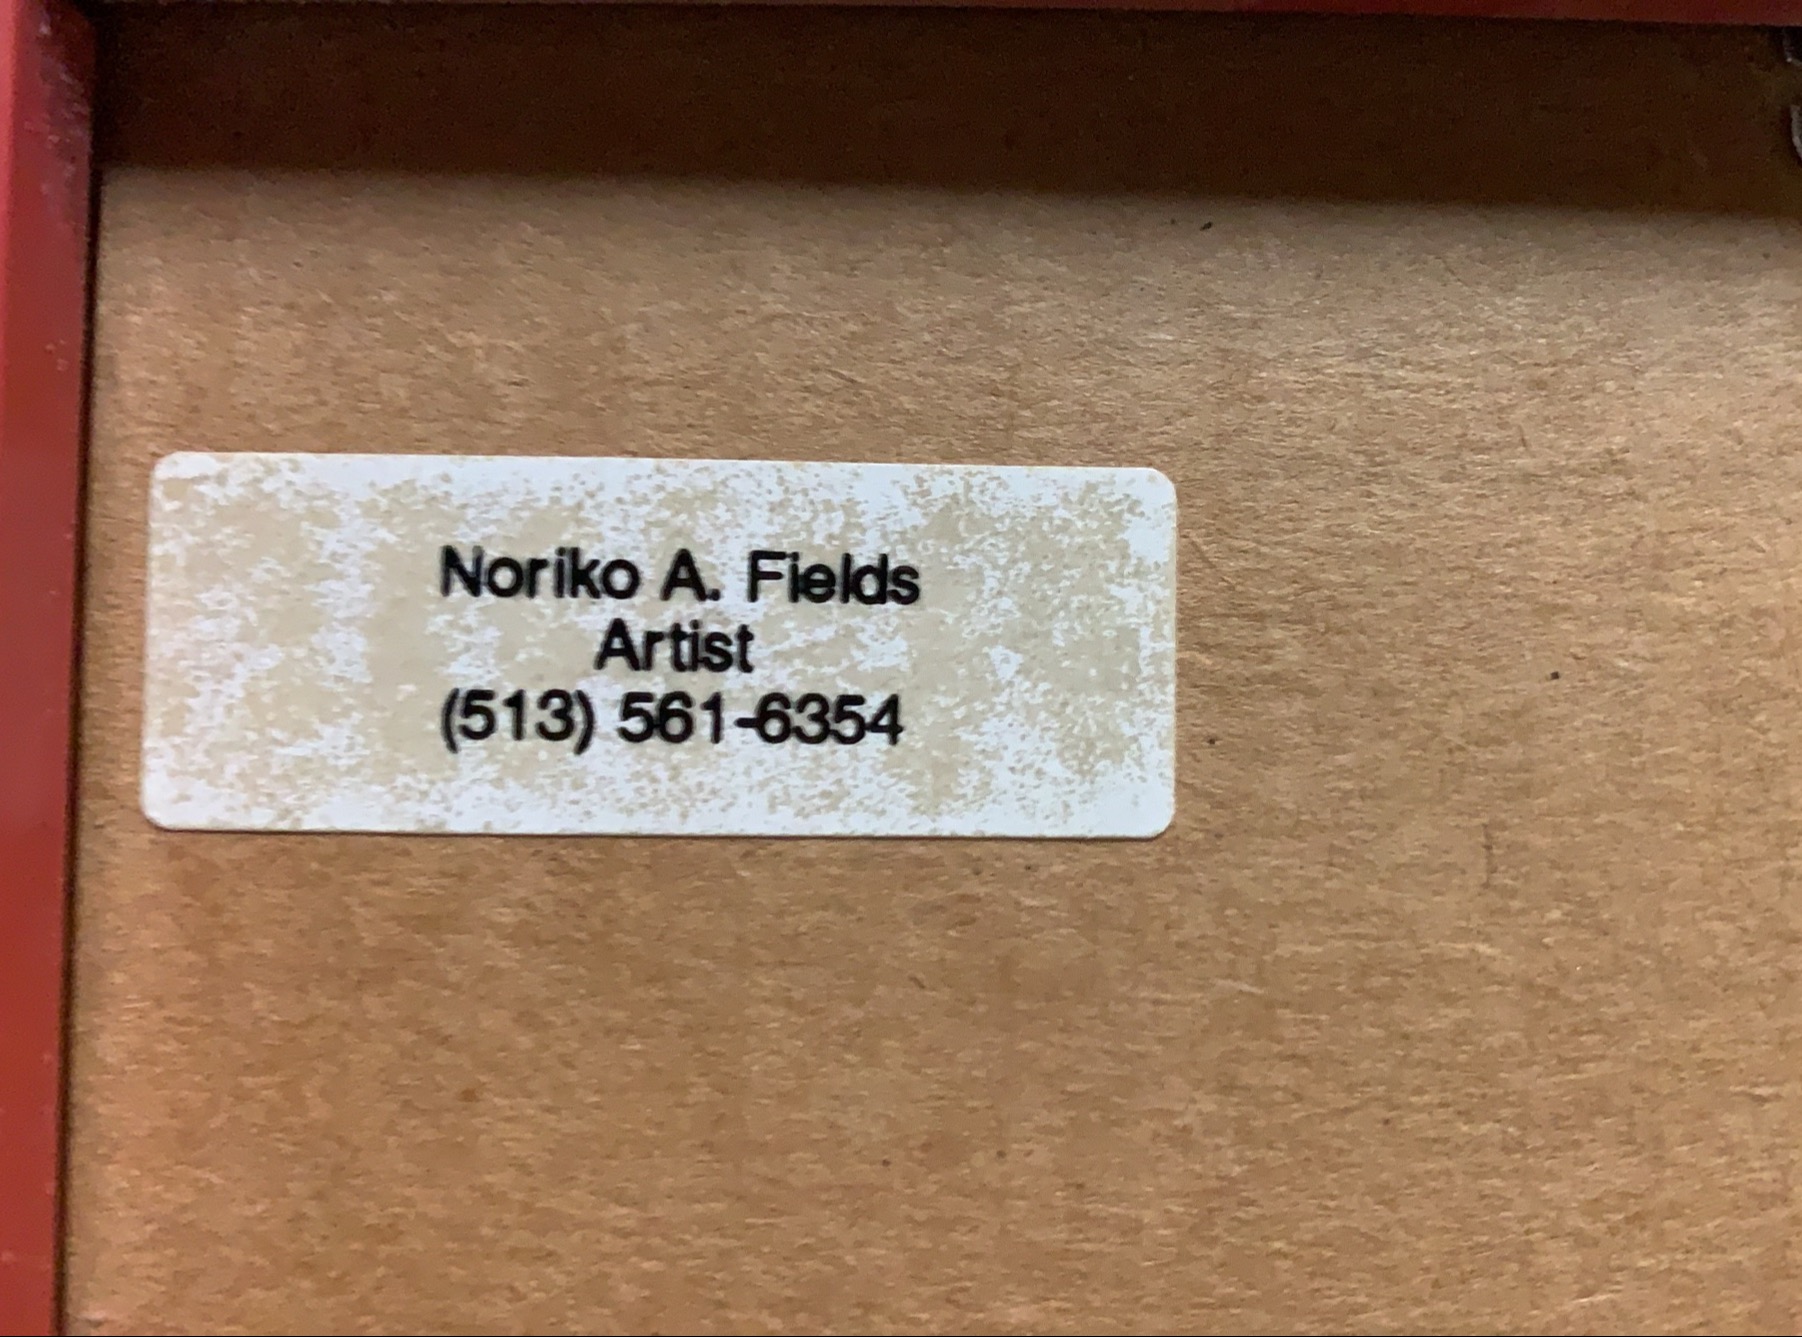 Noriko A. Fields
Artist
(513) 561-6354